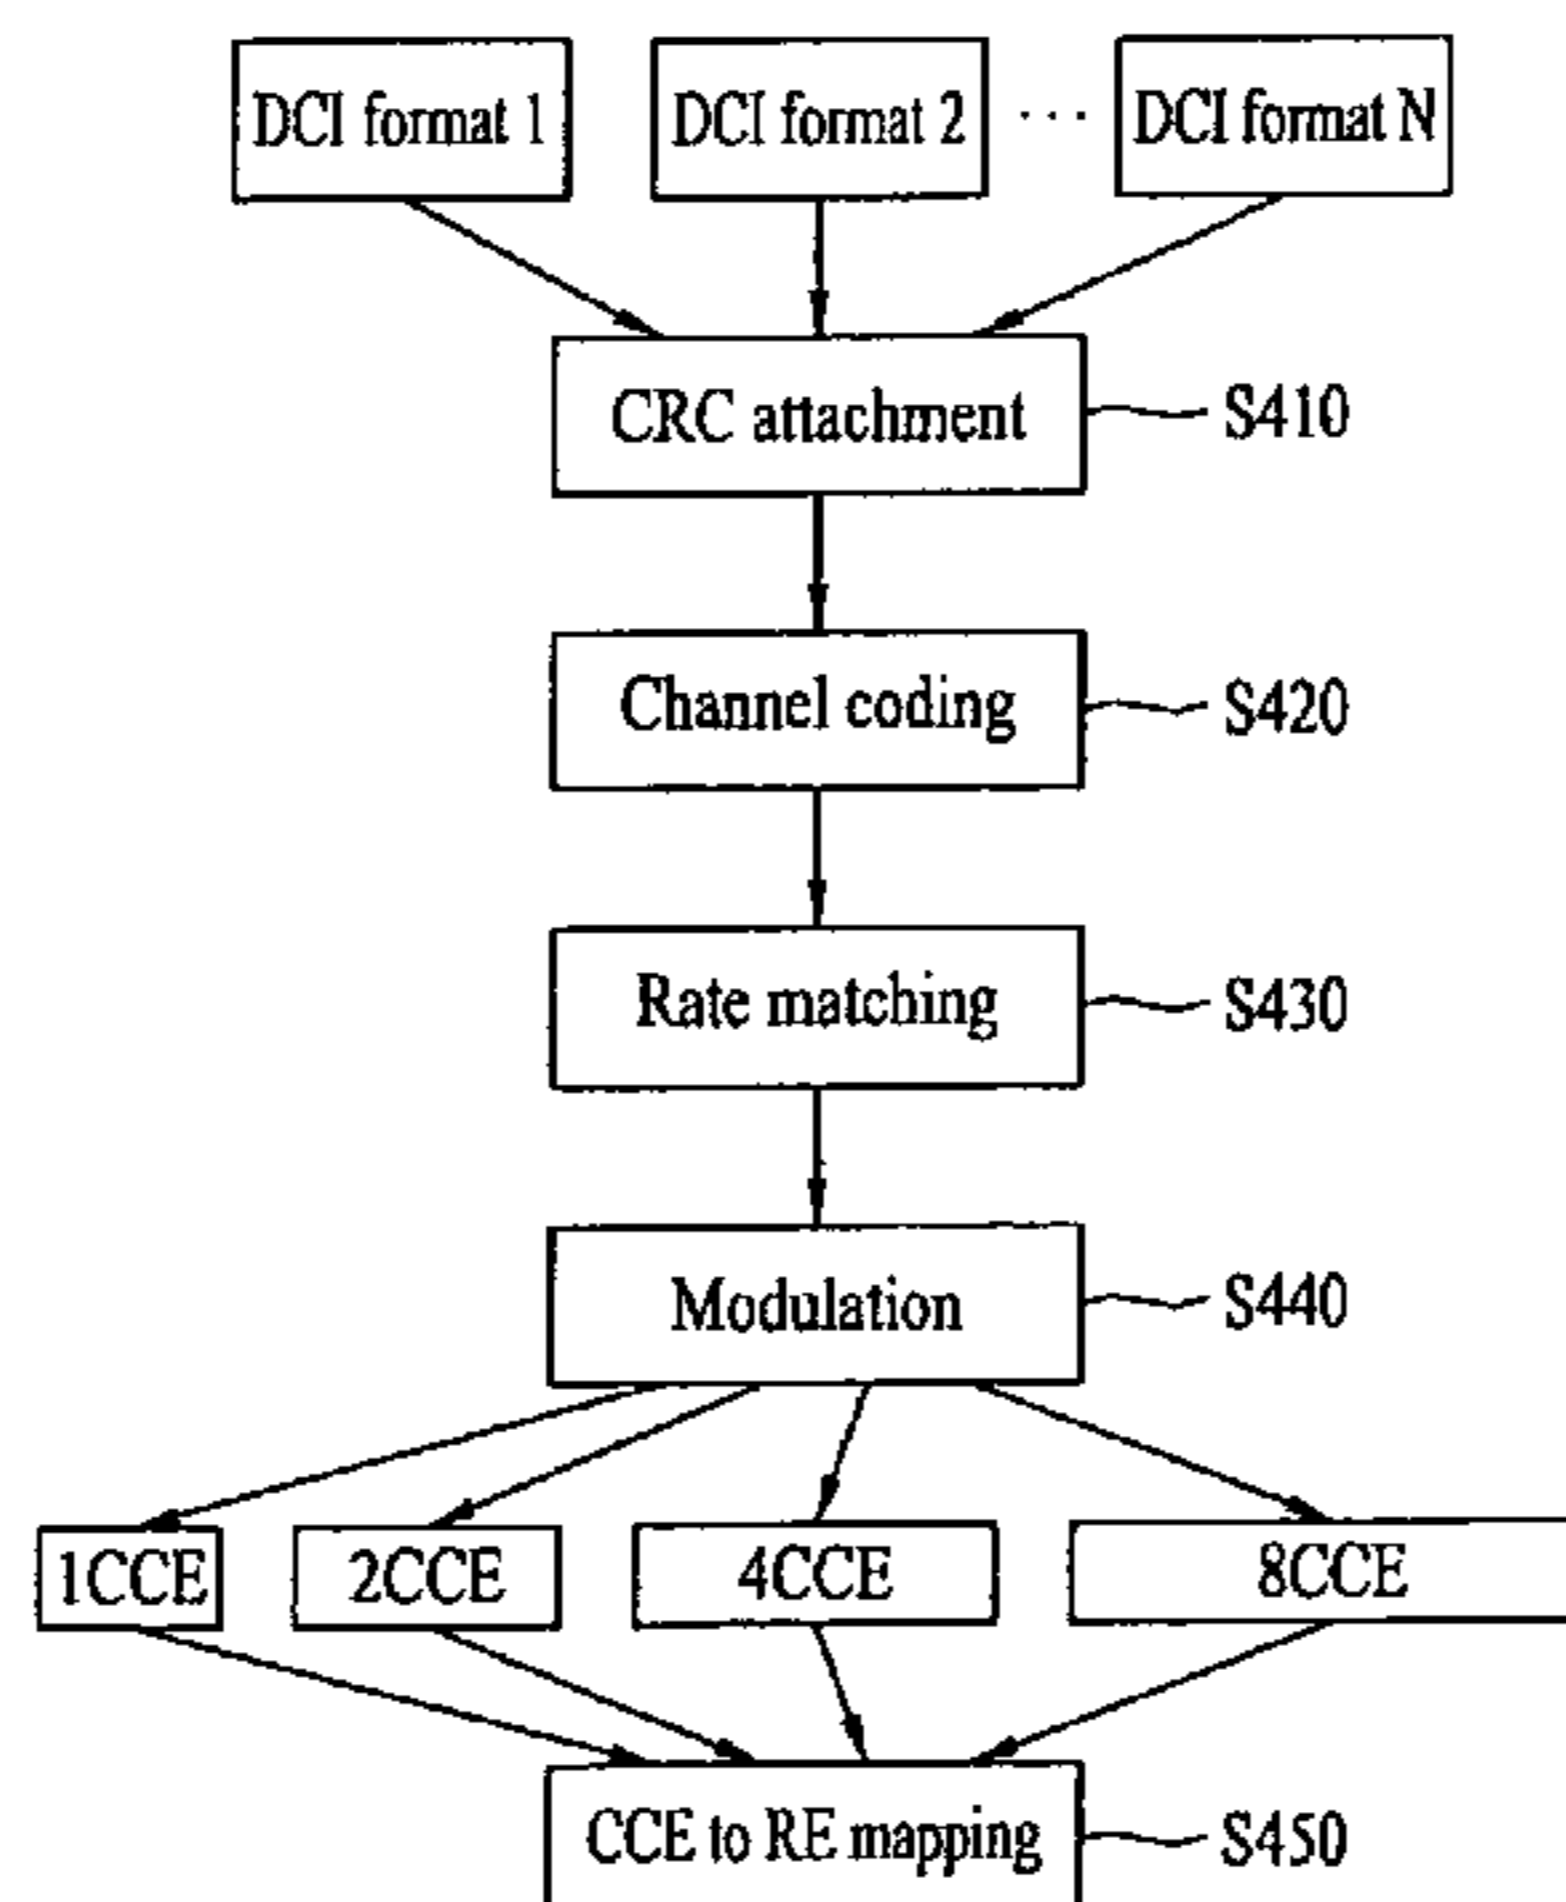 DCI format 1
DCI format 2
...
DCI format N
CRC attachment
S410
Channel coding
S420
Rate matching
S430
Modulation
S440
1CCE
2CCE
4CCE
8CCE
CCE to RE mapping
S450